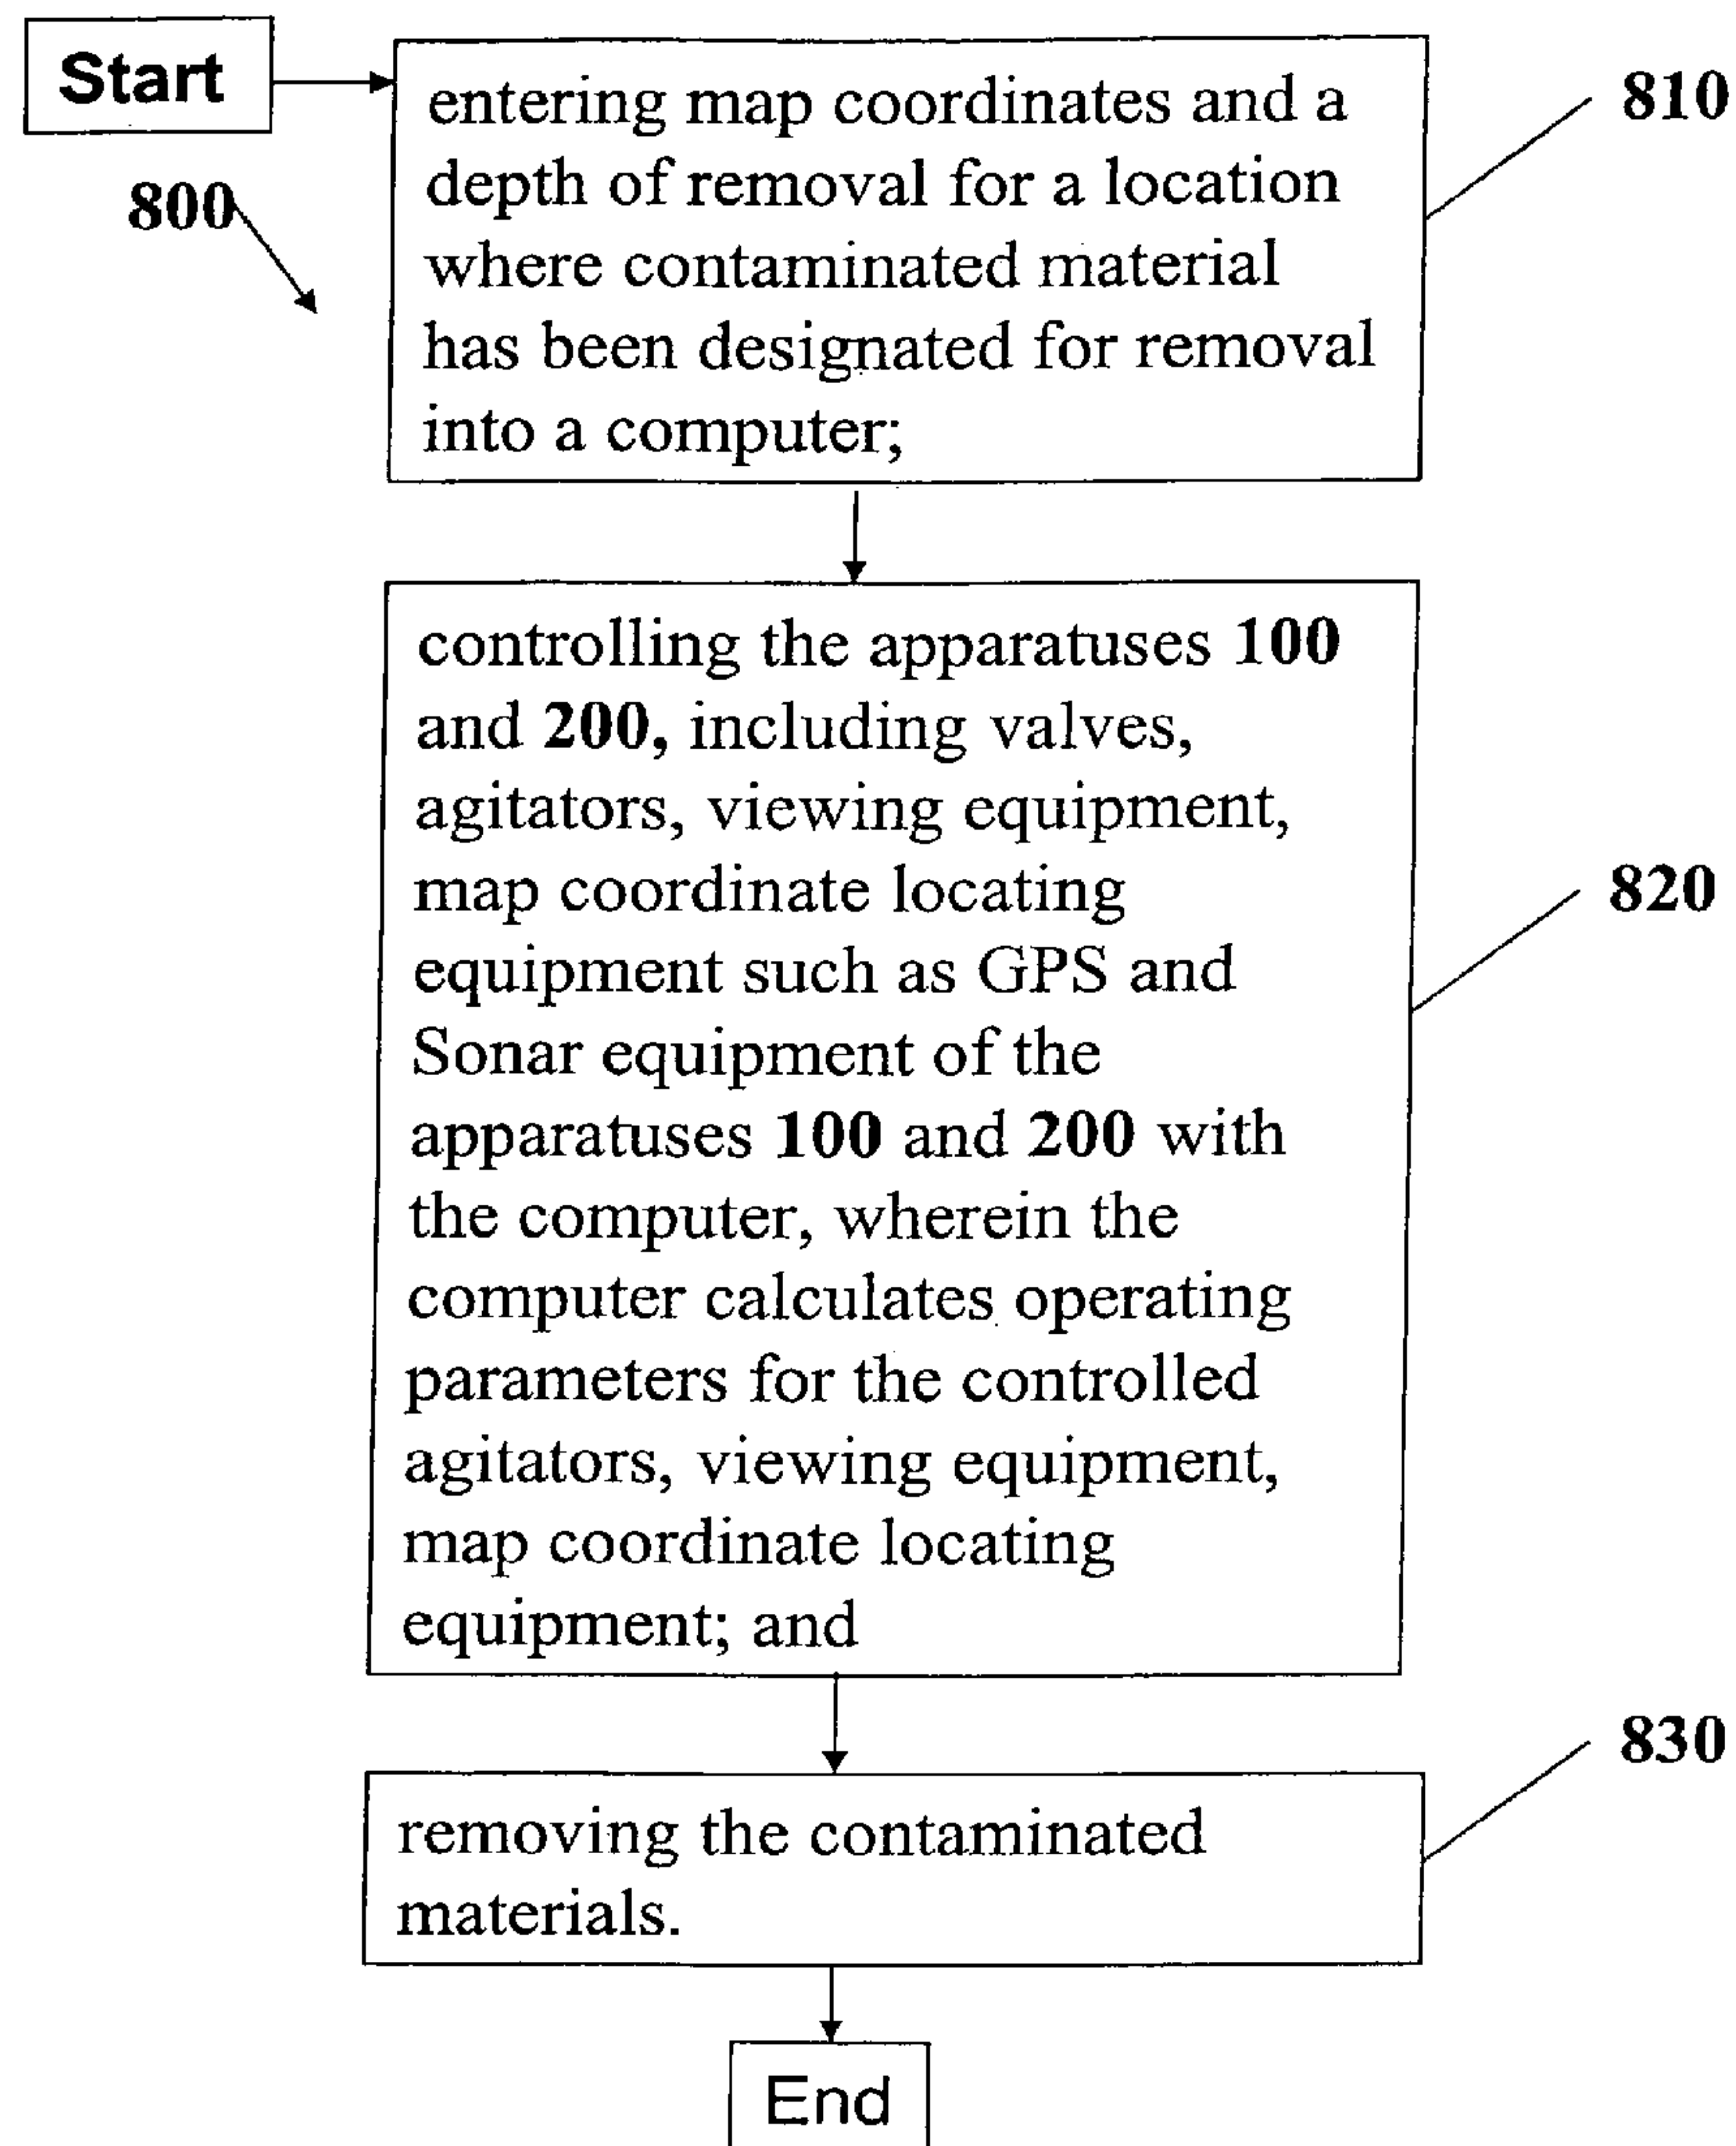 Start
800
entering map coordinates and a
depth of removal for a location
where contaminated material
has been designated for removal
into a computer;
810
controlling the apparatuses 100
and 200, including valves,
agitators, viewing equipment,
map coordinate locating
equipment such as GPS and
Sonar equipment of the
apparatuses 100 and 200 with
the computer, wherein the
computer calculates operating
parameters for the controlled
agitators, viewing equipment,
map coordinate locating
equipment; and
820
removing the contaminated
materials.
830
End